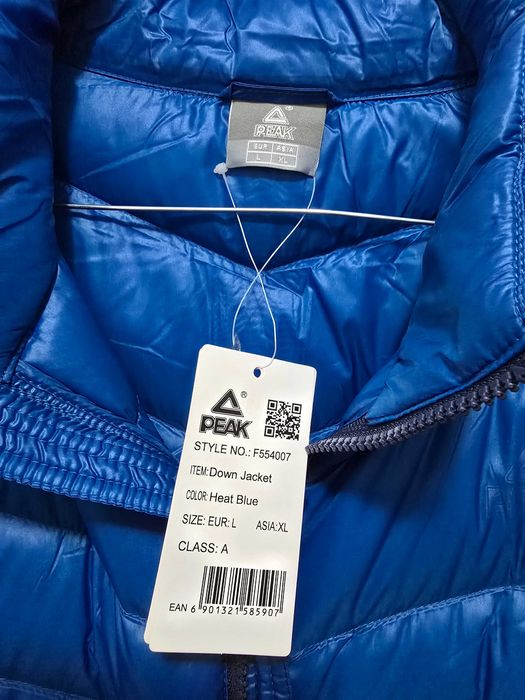 PEAK
EUR ASIA
L XL
PEAK
STYLE NO.: F554007
ITEM: Down Jacket
COLOR: Heat Blue
SIZE: EUR: L ASIA:XL
CLASS: A
EAN 6 901321 585907